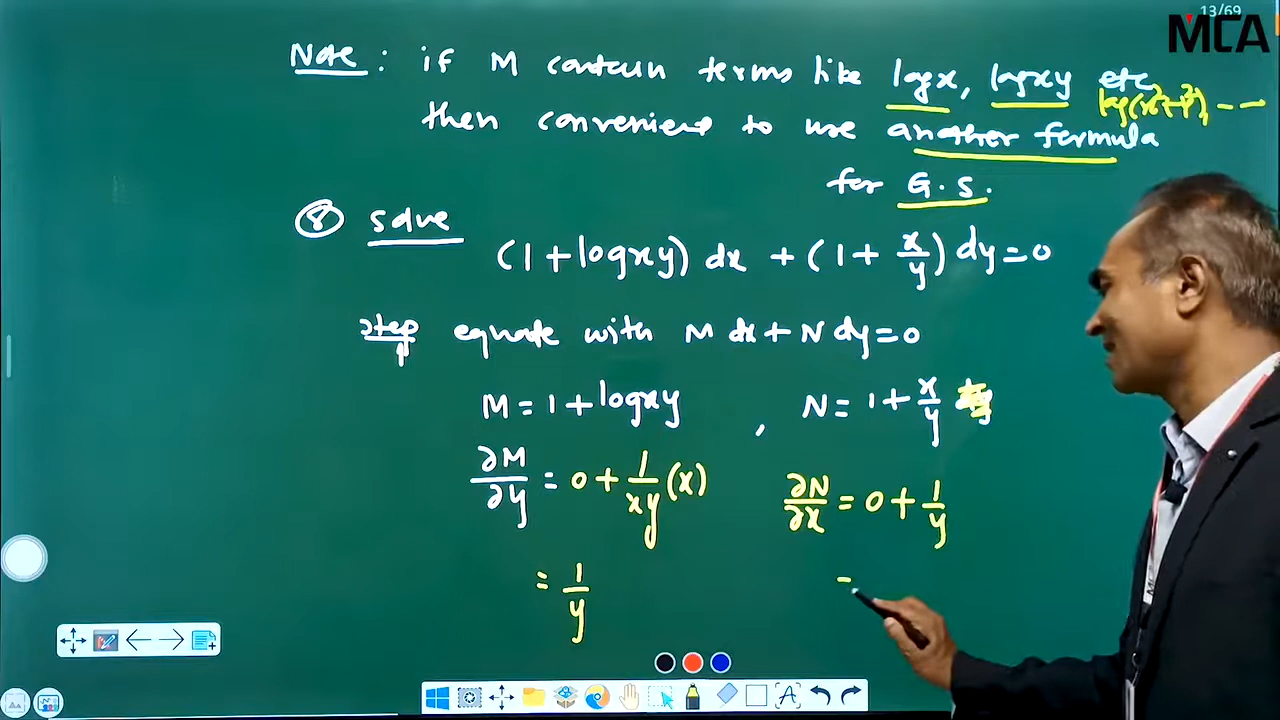 13/69
MCA
Note : if M contain terms like logx, logxy etc
log(x²+y²), ---
then convenient to use another formula
for G.S.
⑧ Solve
(1+logxy) dx + (1+ x/y) dy=0
Step 1 equate with M dx + N dy=0
M = 1 + logxy , N = 1 + x/y
∂M/∂y = 0 + 1/xy (x) ∂N/∂x = 0 + 1/y
= 1/y =